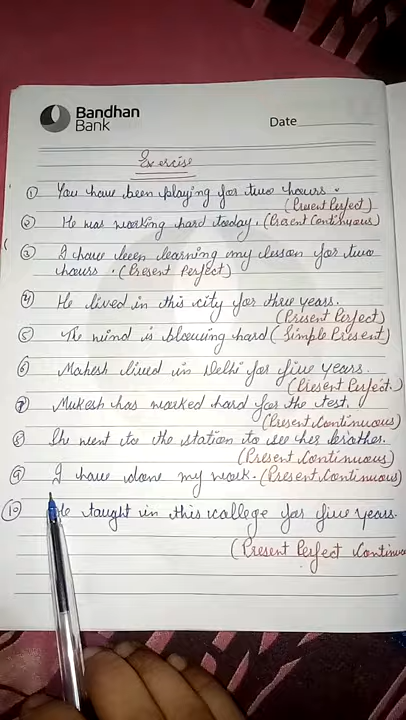 Bandhan
Bank
Date
Exercise
① You have been playing for two hours.
(Present Perfect)
② He was working hard today. (Present Continuous)
③ I have been learning my lesson for two
hours. (Present Perfect)
④ He lived in this city for three years.
(Present Perfect)
⑤ The wind is blowing hard (Simple Present)
⑥ Mahesh lived in Delhi for five years.
(Present Perfect.)
⑦ Mukesh has worked hard for the test.
(Present Continuous)
⑧ She went to the station to see her brother.
(Present Continuous)
⑨ I have done my work. (Present Continuous)
⑩ He taught in this college for five years.
(Present Perfect Continuo